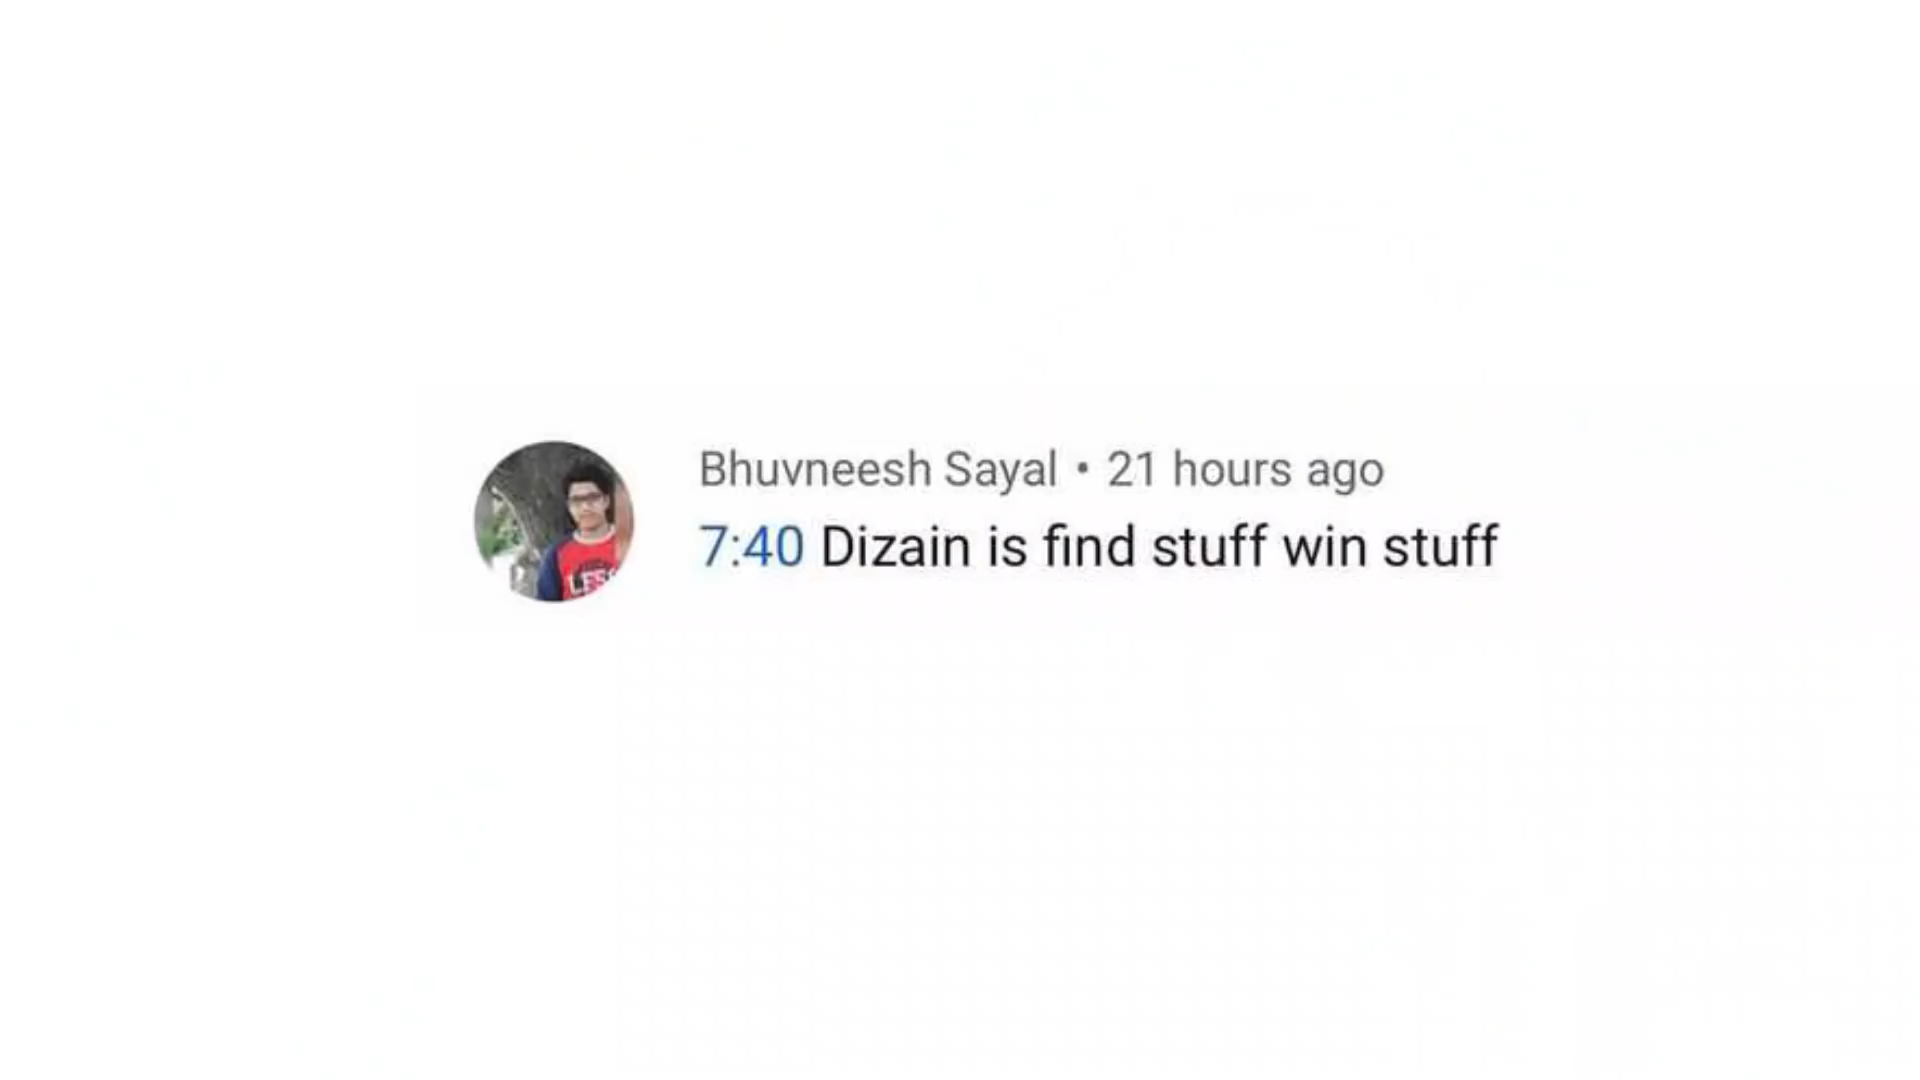 Bhuvneesh Sayal • 21 hours ago
7:40 Dizain is find stuff win stuff